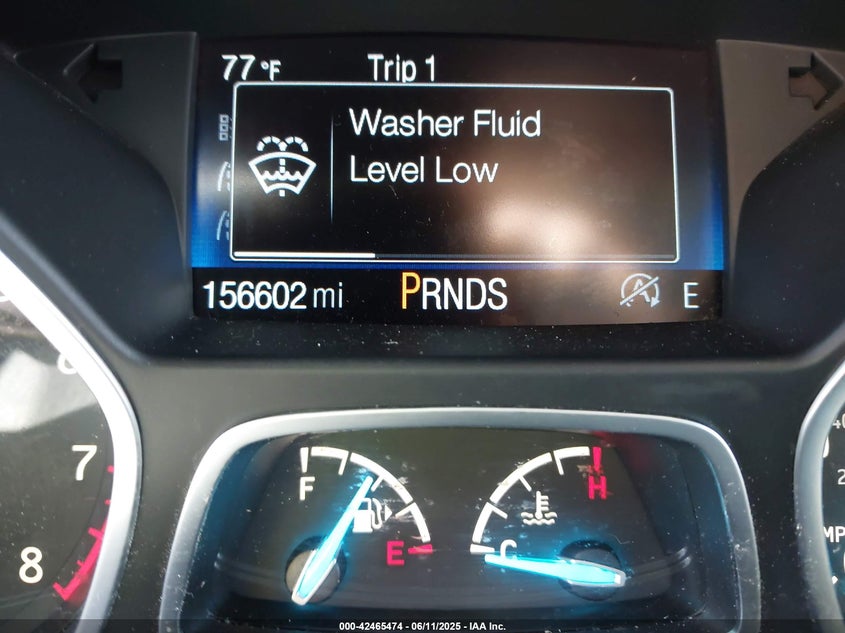 77 °F Trip 1
Washer Fluid
Level Low
156602 mi PRNDS E
7
8
F
E
C
H
000-42465474 - 06/11/2025 - IAA Inc.